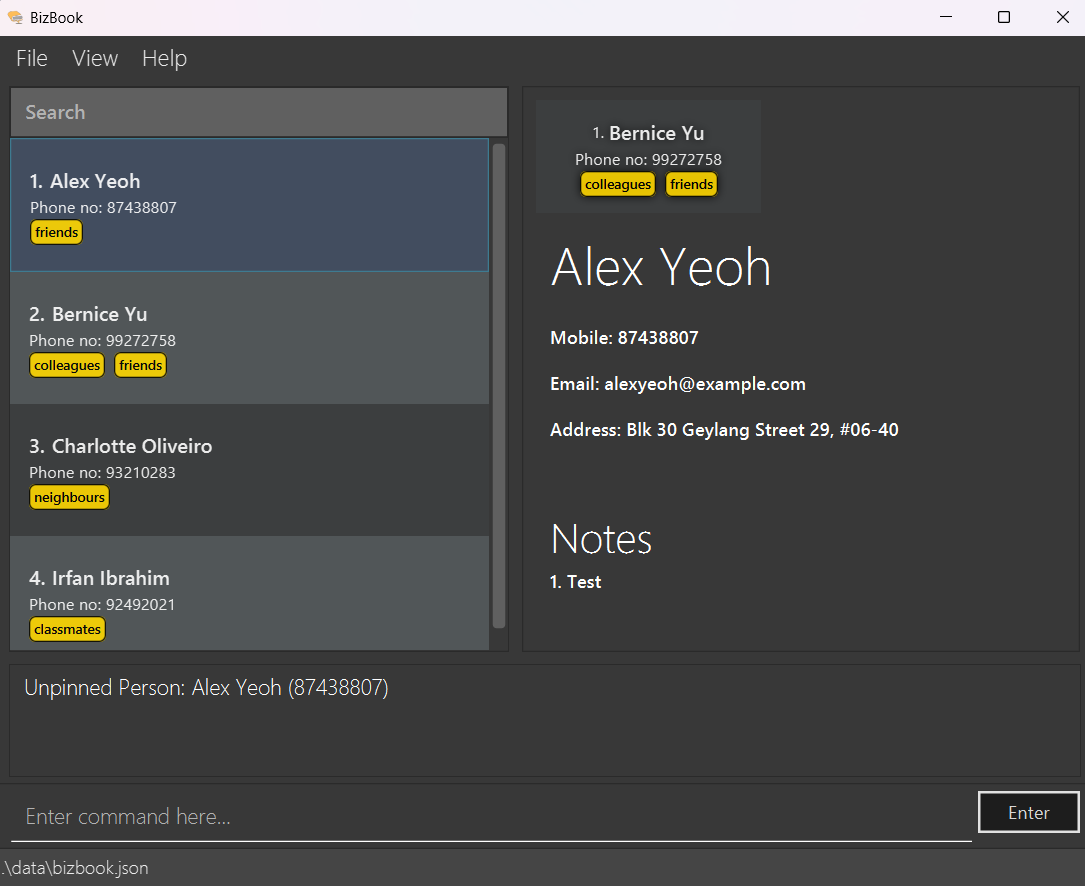 BizBook
File View Help
Search
1. Alex Yeoh
Phone no: 87438807
friends
2. Bernice Yu
Phone no: 99272758
colleagues friends
3. Charlotte Oliveiro
Phone no: 93210283
neighbours
4. Irfan Ibrahim
Phone no: 92492021
classmates
1. Bernice Yu
Phone no: 99272758
colleagues friends
Alex Yeoh
Mobile: 87438807
Email: alexyeoh@example.com
Address: Blk 30 Geylang Street 29, #06-40
Notes
1. Test
Unpinned Person: Alex Yeoh (87438807)
Enter command here...
Enter
.\data\bizbook.json